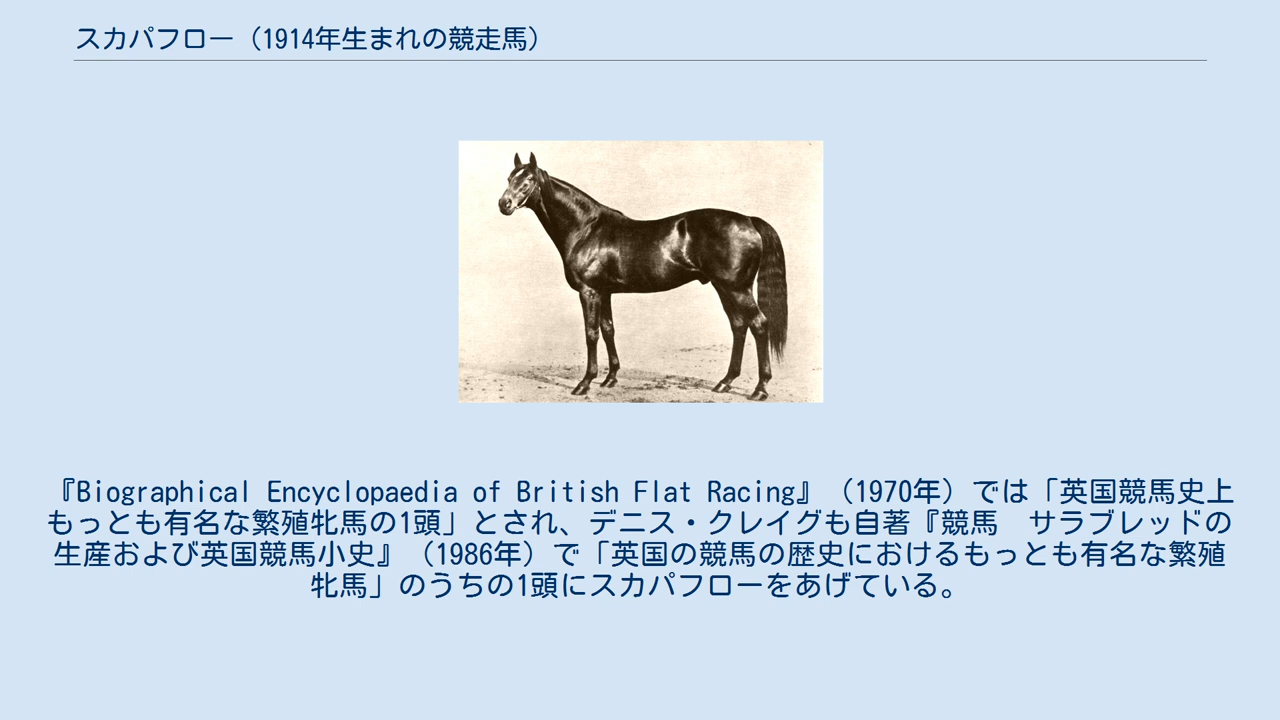 スカパフロー（1914年生まれの競走馬）
『Biographical Encyclopaedia of British Flat Racing』（1970年）では「英国競馬史上
もっとも有名な繁殖牝馬の1頭」とされ、デニス・クレイグも自著『競馬　サラブレッドの
生産および英国競馬小史』（1986年）で「英国の競馬の歴史におけるもっとも有名な繁殖
牝馬」のうちの1頭にスカパフローをあげている。